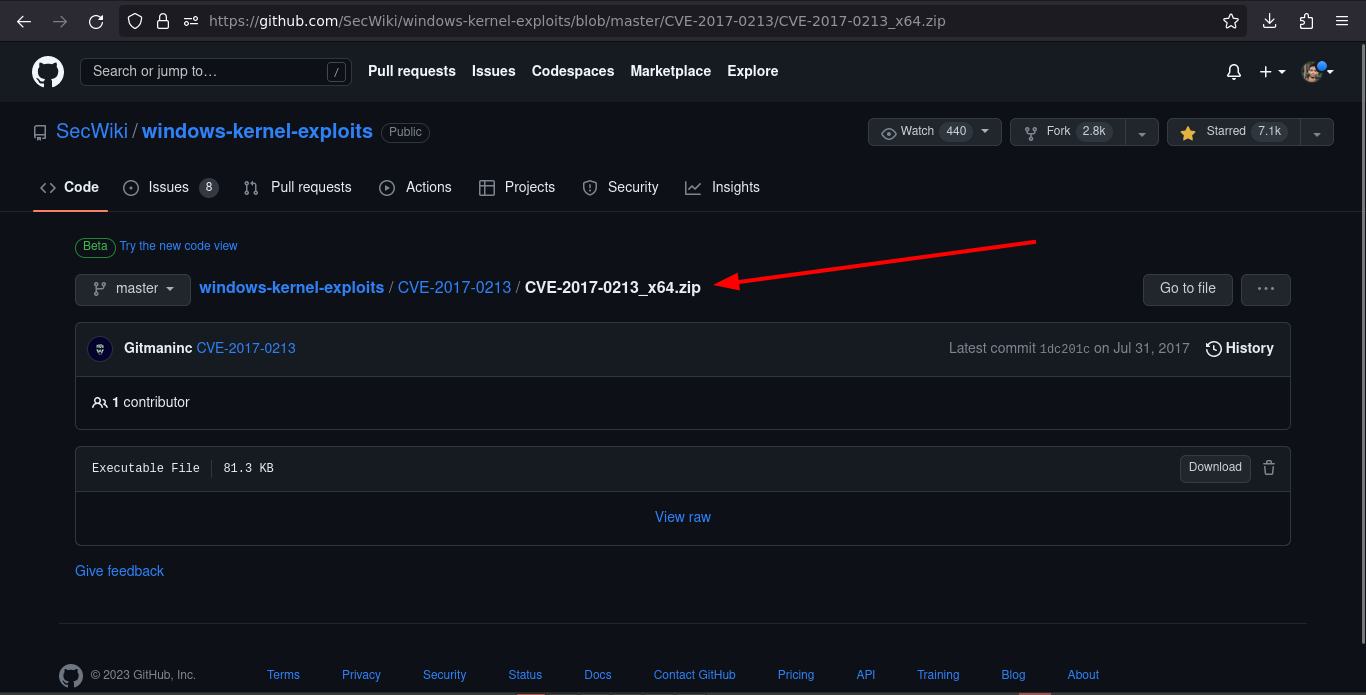 https://github.com/SecWiki/windows-kernel-exploits/blob/master/CVE-2017-0213/CVE-2017-0213_x64.zip
Search or jump to… / Pull requests Issues Codespaces Marketplace Explore
SecWiki / windows-kernel-exploits Public Watch 440 Fork 2.8k Starred 7.1k
Code Issues 8 Pull requests Actions Projects Security Insights
Beta Try the new code view
master windows-kernel-exploits / CVE-2017-0213 / CVE-2017-0213_x64.zip Go to file ...
Gitmaninc CVE-2017-0213 Latest commit 1dc201c on Jul 31, 2017 History
1 contributor
Executable File 81.3 KB Download
View raw
Give feedback
© 2023 GitHub, Inc. Terms Privacy Security Status Docs Contact GitHub Pricing API Training Blog About